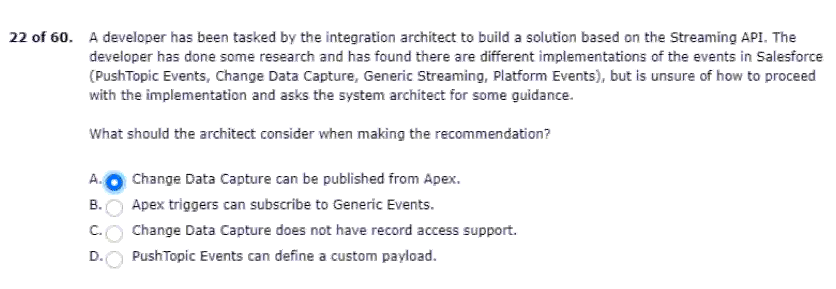 22 of 60. A developer has been tasked by the integration architect to build a solution based on the Streaming API. The
developer has done some research and has found there are different implementations of the events in Salesforce
(PushTopic Events, Change Data Capture, Generic Streaming, Platform Events), but is unsure of how to proceed
with the implementation and asks the system architect for some guidance.
What should the architect consider when making the recommendation?
A. Change Data Capture can be published from Apex.
B. Apex triggers can subscribe to Generic Events.
C. Change Data Capture does not have record access support.
D. PushTopic Events can define a custom payload.